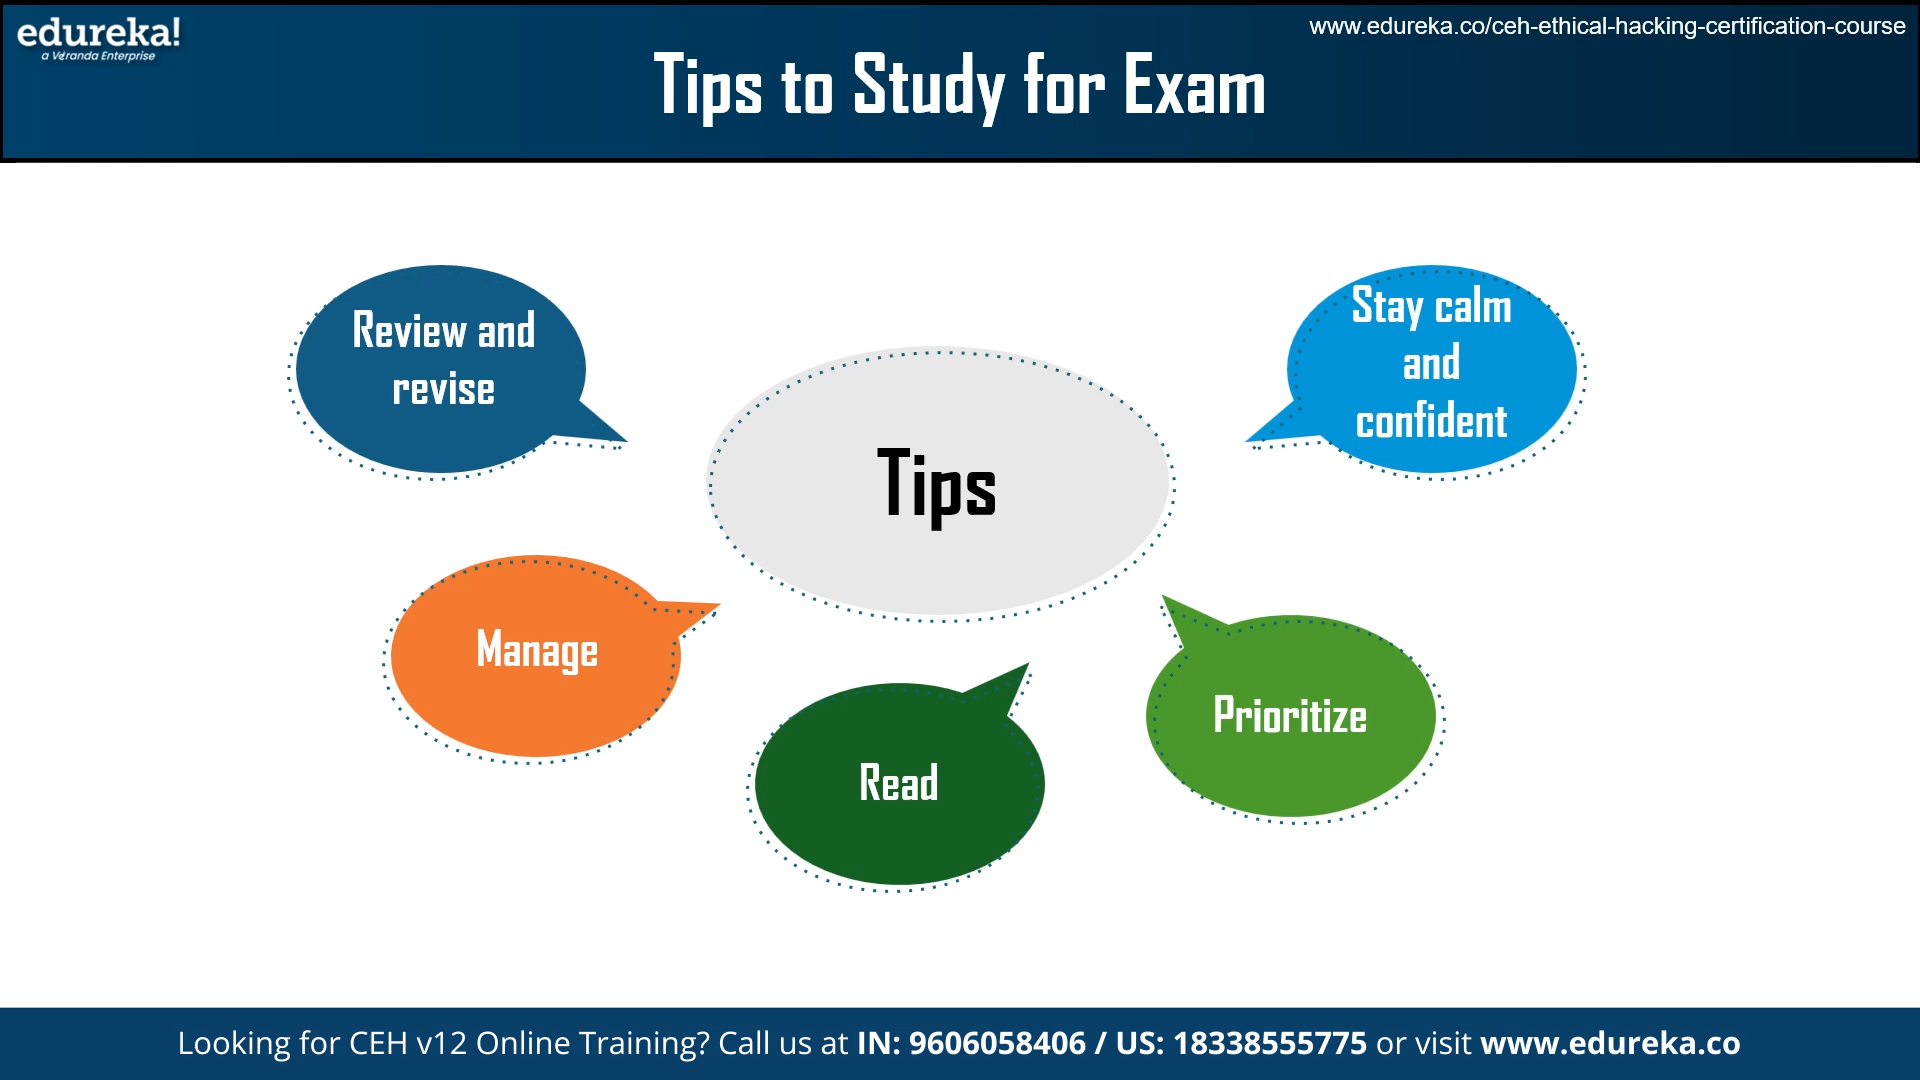 edureka!
a Veranda Enterprise
www.edureka.co/ceh-ethical-hacking-certification-course
Tips to Study for Exam
Review and
revise
Stay calm
and
confident
Tips
Manage
Prioritize
Read
Looking for CEH v12 Online Training? Call us at IN: 9606058406 / US: 18338555775 or visit www.edureka.co